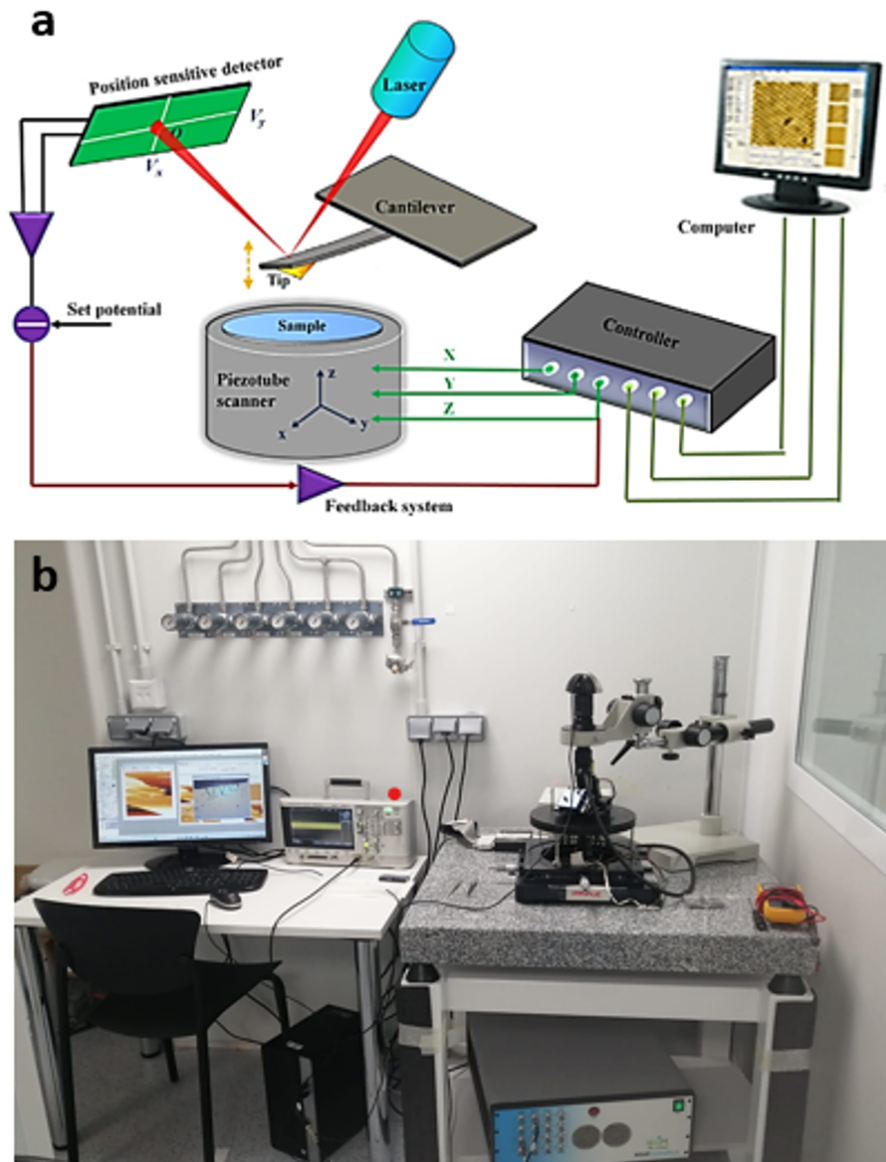 a
Position sensitive detector
Laser
O
Vy
Vx
Cantilever
Computer
Tip
Set potential
Sample
Controller
X
Piezotube
scanner
z
Y
x
y
Z
Feedback system
b